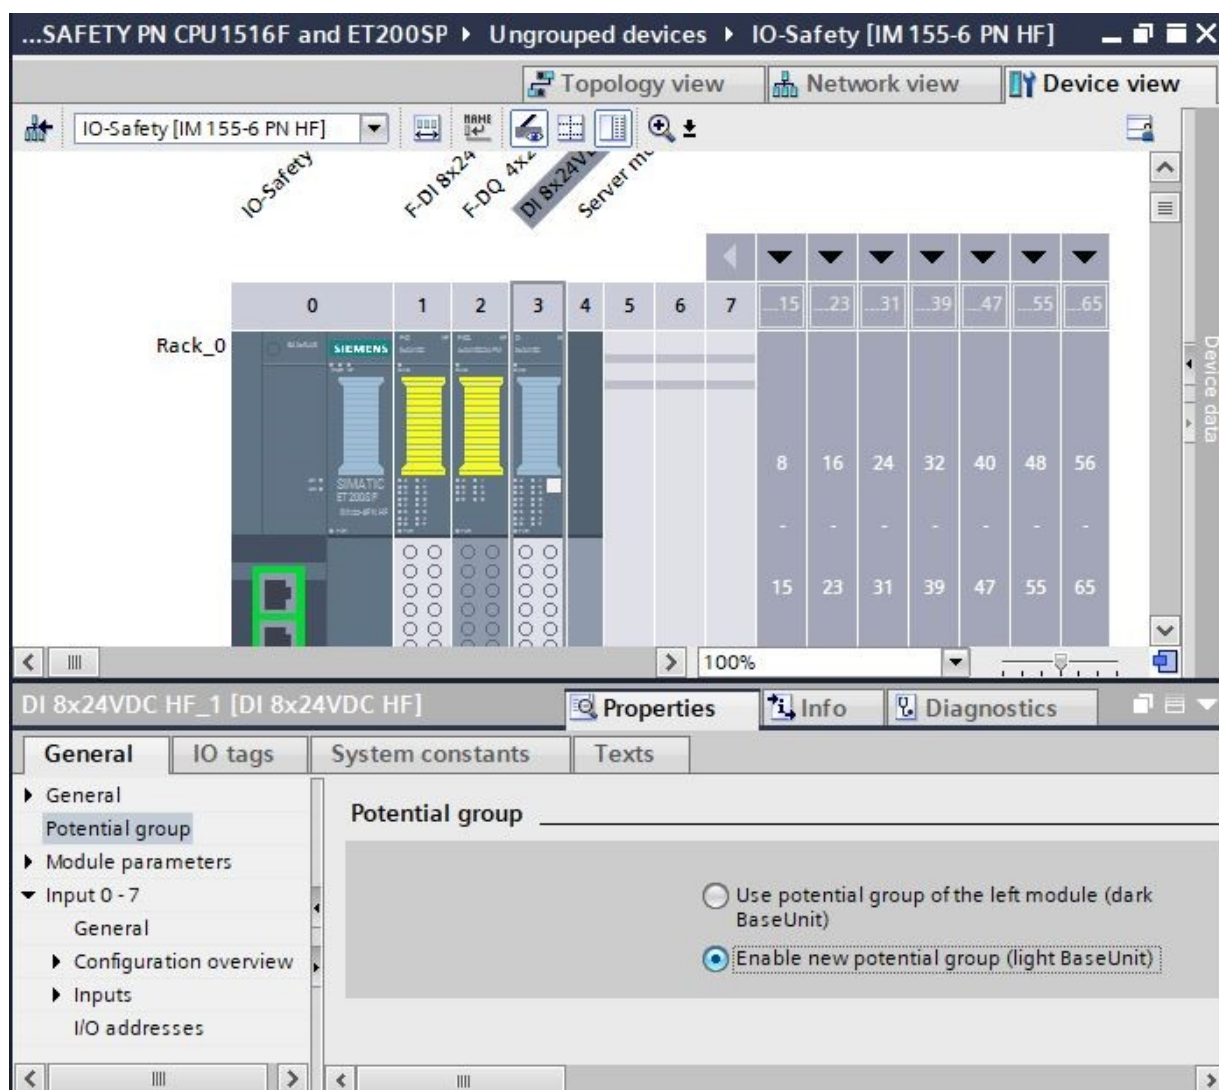 ...SAFETY PN CPU1516F and ET200SP ▸ Ungrouped devices ▸ IO-Safety [IM 155-6 PN HF]
Topology view Network view Device view
IO-Safety [IM 155-6 PN HF]
IO-Safety F-DI 8x24 F-DQ 4x2 DI 8x24VD Server mo
0 1 2 3 4 5 6 7 ...15 ...23 ...31 ...39 ...47 ...55 ...65
Rack_0
SIEMENS
8 16 24 32 40 48 56
SIMATIC
ET 200SP
- - - - - - -
15 23 31 39 47 55 65
Device data
100%
DI 8x24VDC HF_1 [DI 8x24VDC HF]
Properties Info Diagnostics
General IO tags System constants Texts
General
Potential group
Module parameters
Input 0 - 7
General
Configuration overview
Inputs
I/O addresses
Potential group
Use potential group of the left module (dark
BaseUnit)
Enable new potential group (light BaseUnit)